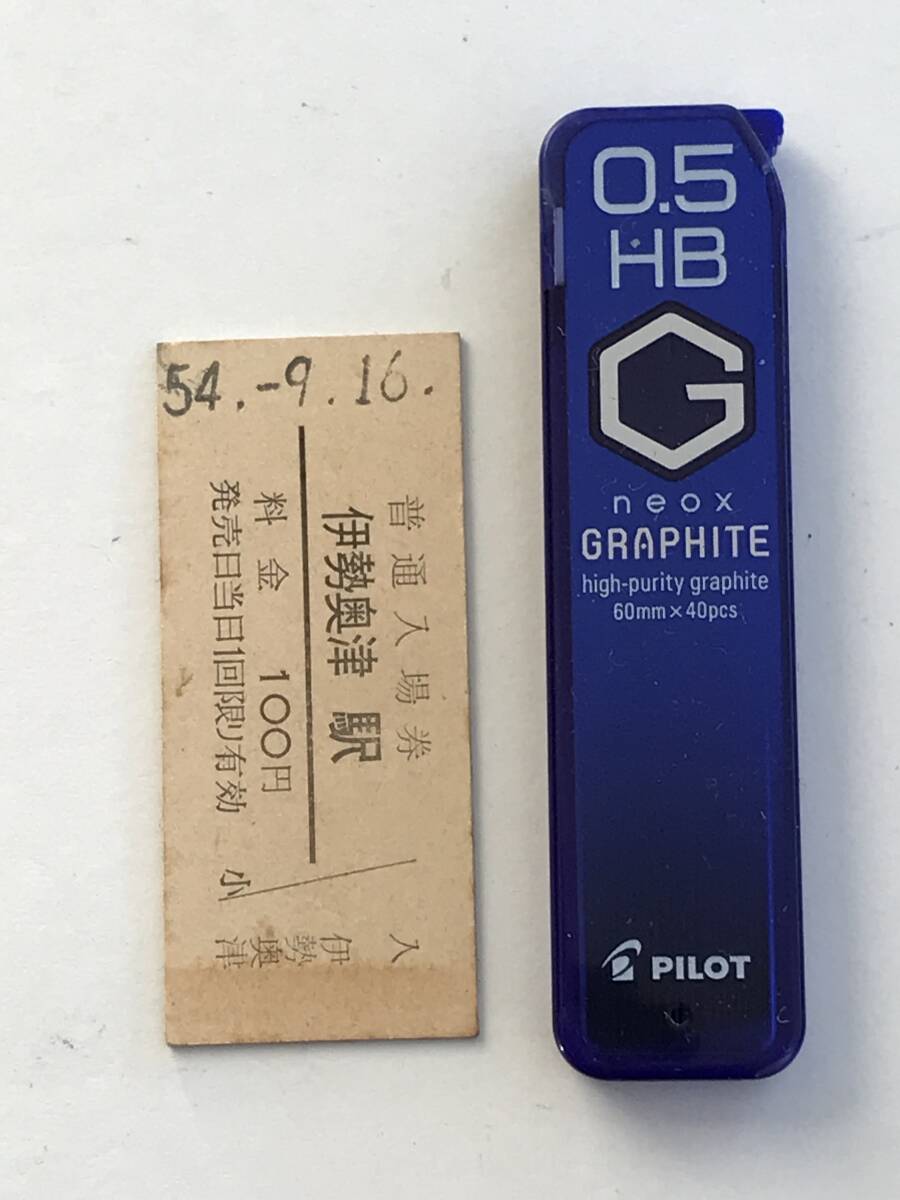 54.-9.16.
普通入場券
伊勢奥津 駅
料金 100円
発売日当日1回限り有効
小
入
伊勢奥津
0.5
HB
G
neox
GRAPHITE
high-purity graphite
60mm×40pcs
PILOT